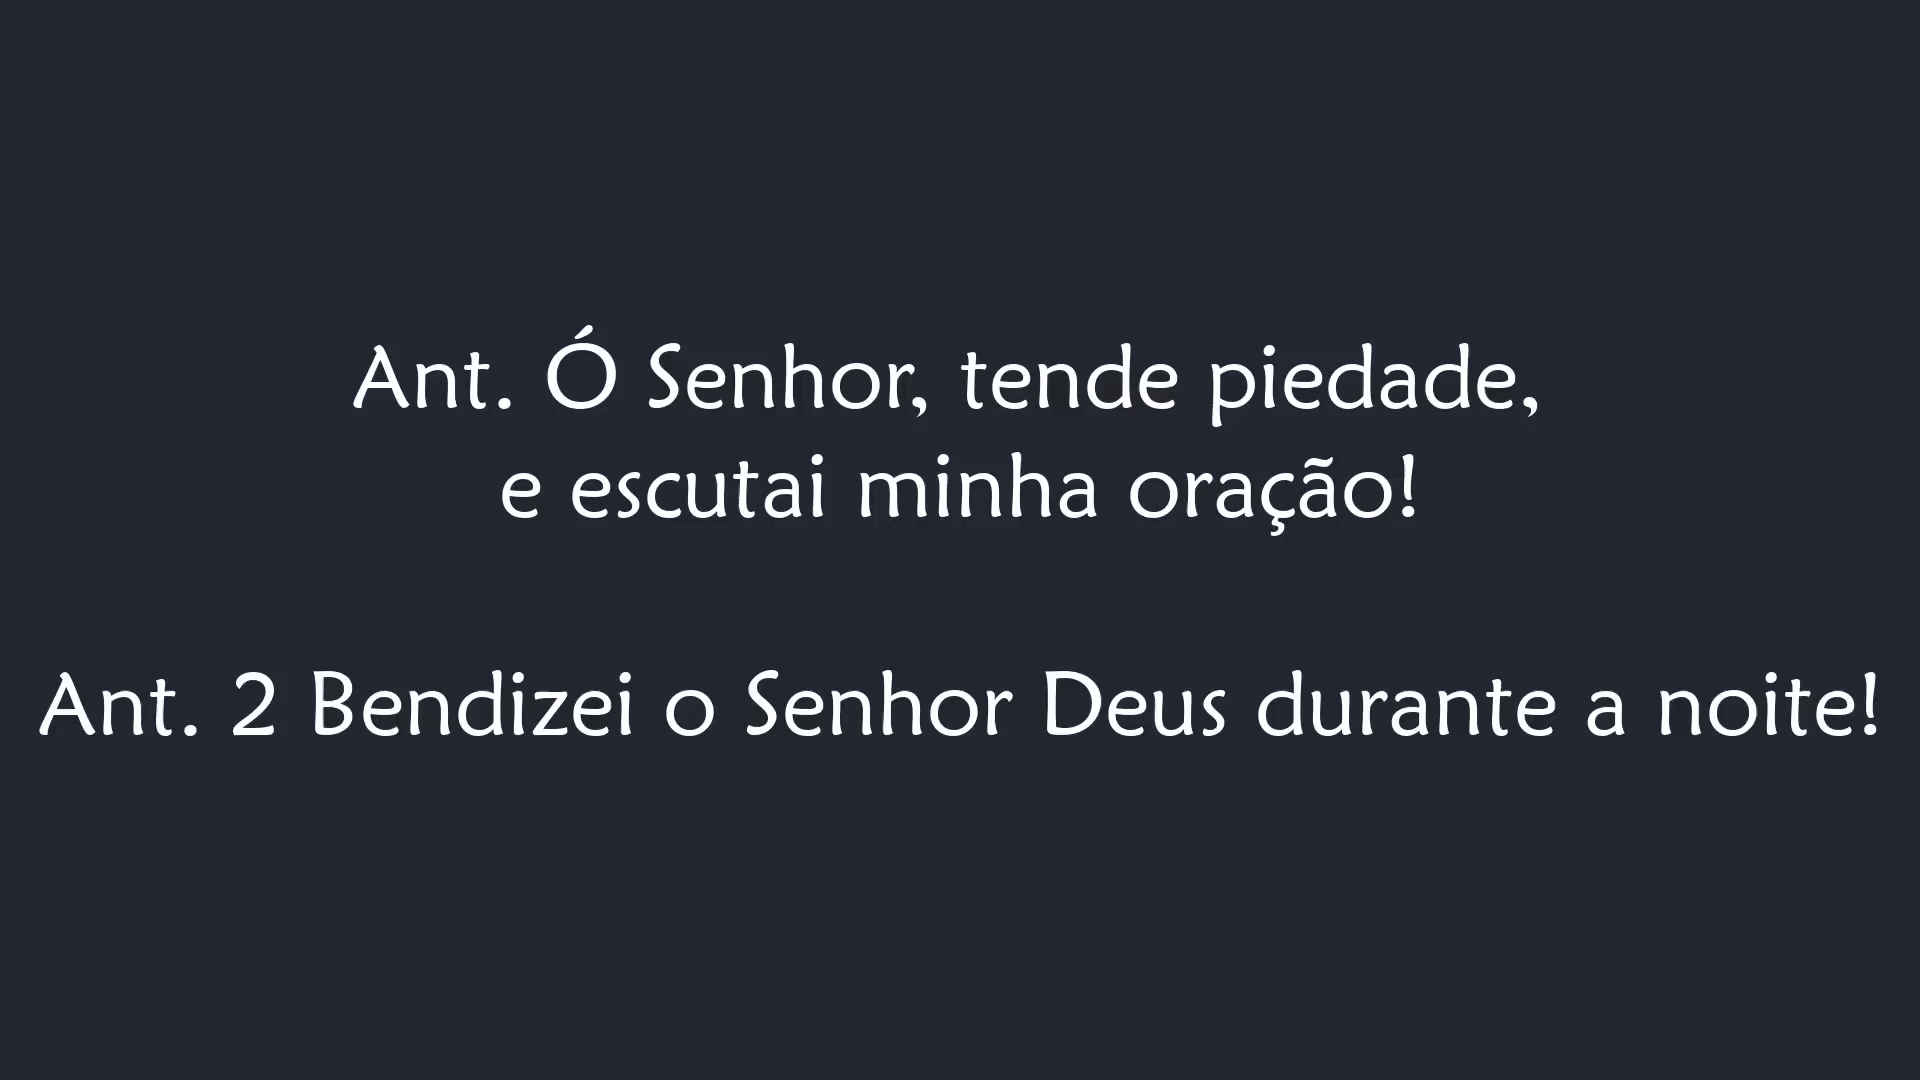 Ant. Ó Senhor, tende piedade,
e escutai minha oração!
Ant. 2 Bendizei o Senhor Deus durante a noite!